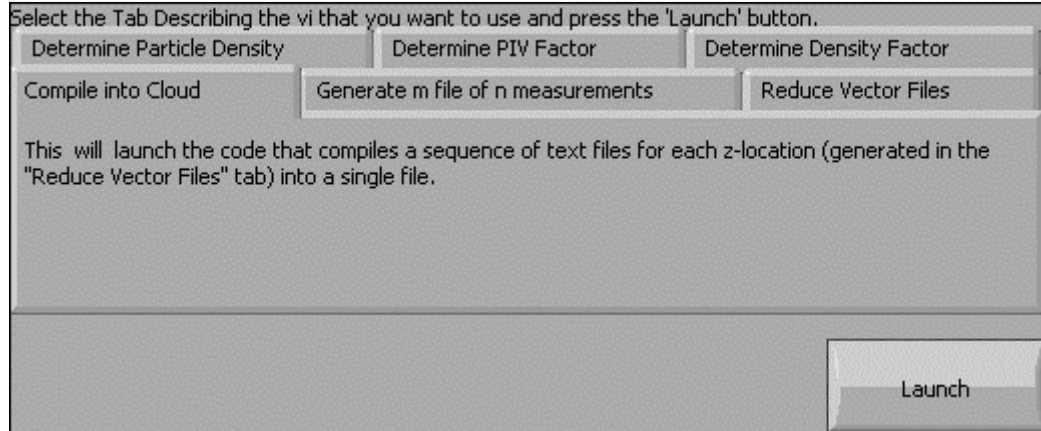 Select the Tab Describing the vi that you want to use and press the 'Launch' button.
Determine Particle Density
Determine PIV Factor
Determine Density Factor
Compile into Cloud
Generate m file of n measurements
Reduce Vector Files
This will launch the code that compiles a sequence of text files for each z-location (generated in the
"Reduce Vector Files" tab) into a single file.
Launch